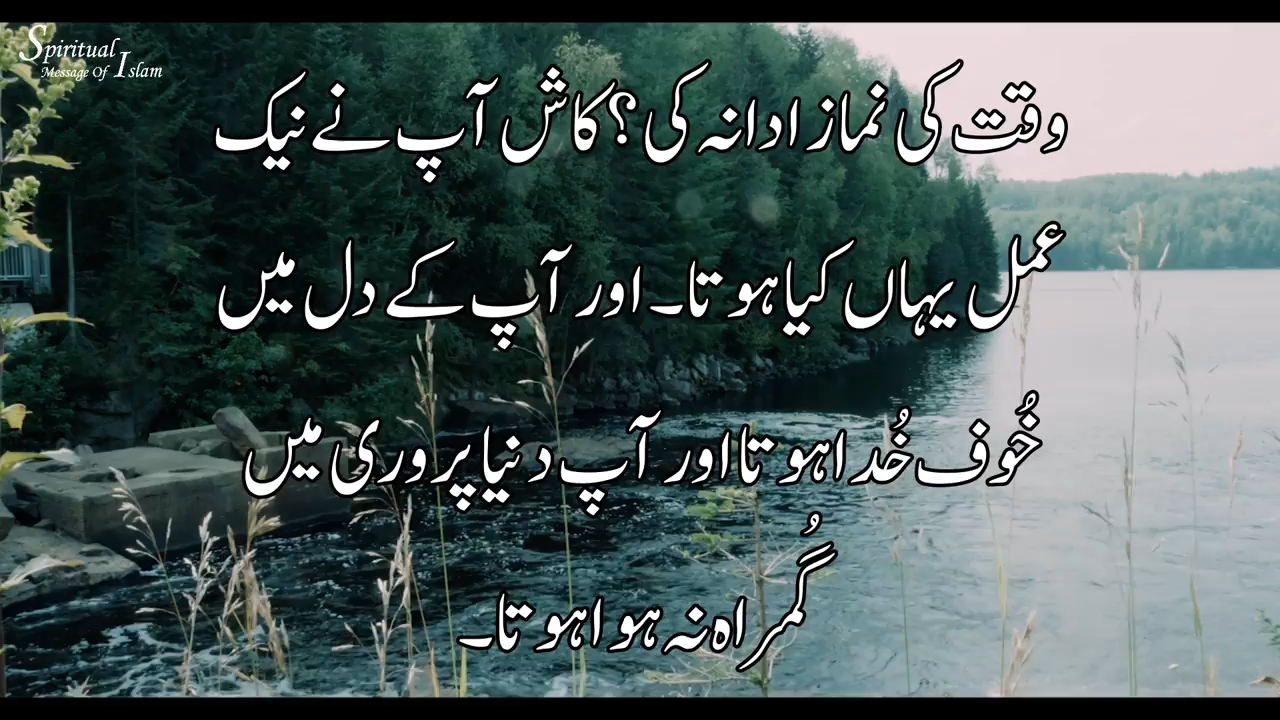 Spiritual
Message Of Islam
وقت کی نماز ادا نہ کی؟ کاش آپ نے نیک
عمل یہاں کیا ہوتا۔ اور آپ کے دل میں
خُوف خُدا ہوتا اور آپ دنیا پروری میں
گُمراہ نہ ہوا ہوتا۔